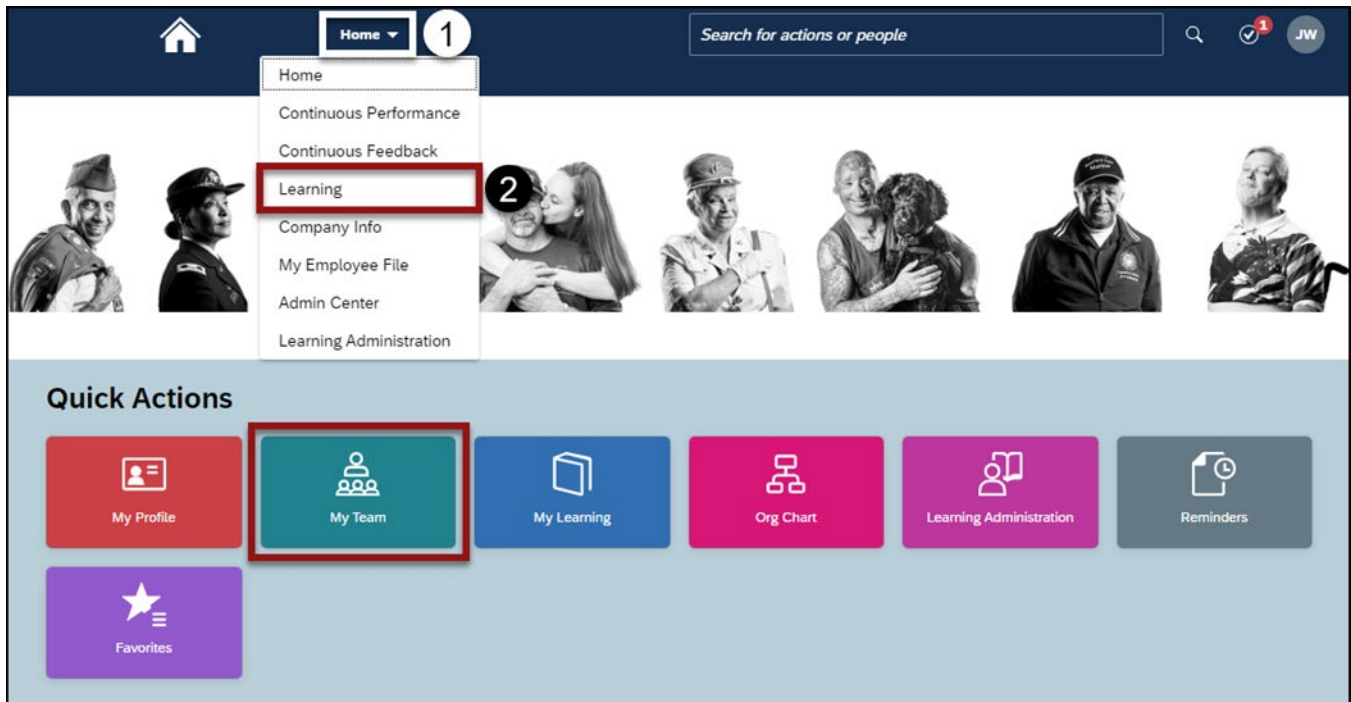 Home
1
Search for actions or people
1
JW
Home
Continuous Performance
Continuous Feedback
Learning
2
Company Info
My Employee File
Admin Center
Learning Administration
Quick Actions
My Profile
My Team
My Learning
Org Chart
Learning Administration
Reminders
Favorites